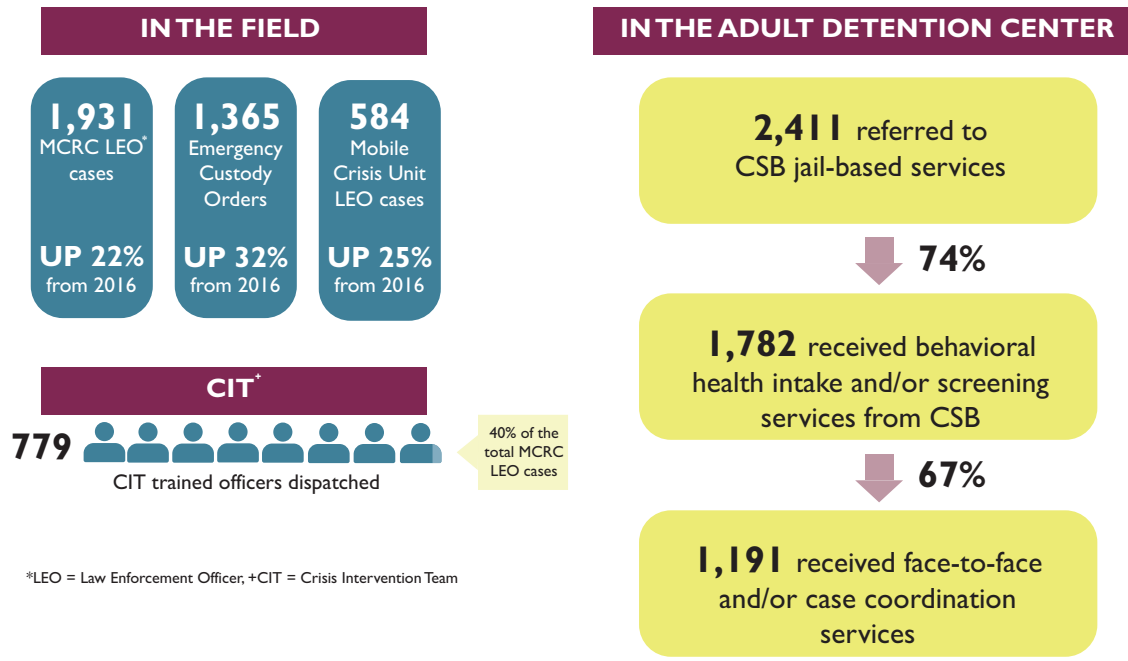 IN THE FIELD
1,931
MCRC LEO*
cases
UP 22%
from 2016
1,365
Emergency
Custody
Orders
UP 32%
from 2016
584
Mobile
Crisis Unit
LEO cases
UP 25%
from 2016
CIT+
779
CIT trained officers dispatched
40% of the
total MCRC
LEO cases
*LEO = Law Enforcement Officer, +CIT = Crisis Intervention Team
IN THE ADULT DETENTION CENTER
2,411 referred to
CSB jail-based services
74%
1,782 received behavioral
health intake and/or screening
services from CSB
67%
1,191 received face-to-face
and/or case coordination
services